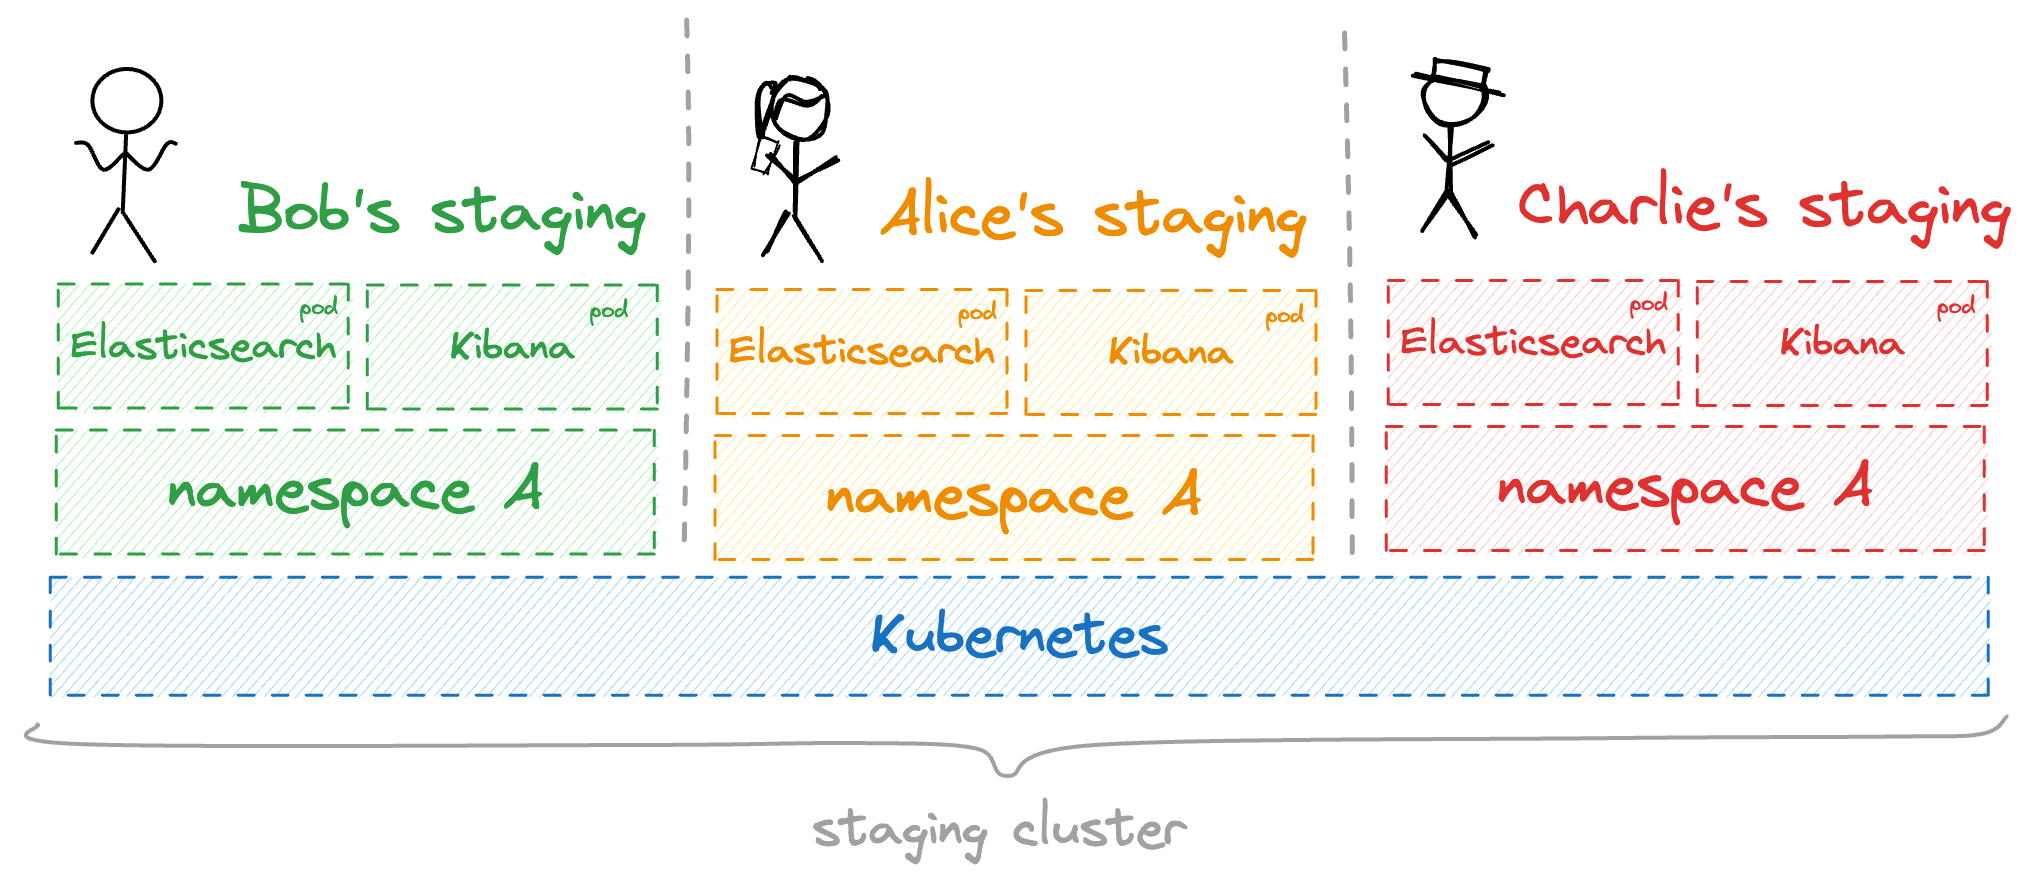 Bob's staging
Alice's staging
Charlie's staging
pod
Elasticsearch
pod
Kibana
pod
Elasticsearch
pod
Kibana
pod
Elasticsearch
pod
Kibana
namespace A
namespace A
namespace A
Kubernetes
staging cluster